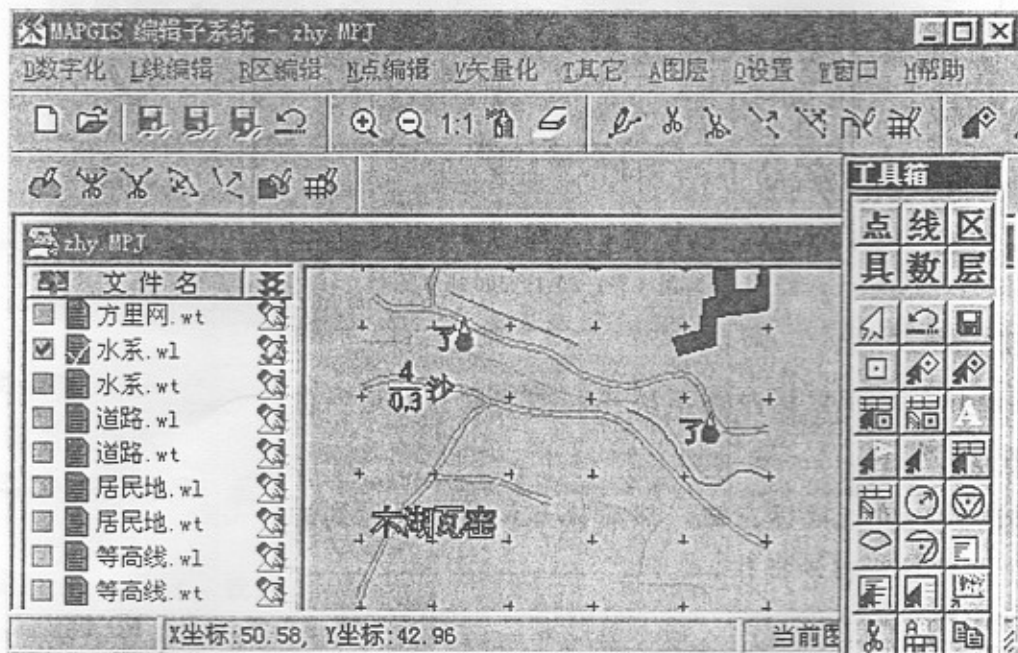 MAPGIS 编辑子系统 - zhy.MPJ
D数字化 L线编辑 R区编辑 N点编辑 V矢量化 T其它 A图层 O设置 W窗口 H帮助
1:1
工具箱
点 线 区
具 数 层
A
zhy.MPJ
文件名
方里网.wt
水系.wl
水系.wt
道路.wl
道路.wt
居民地.wl
居民地.wt
等高线.wl
等高线.wt
4
0.3
沙
木湖瓦窑
X坐标:50.58, Y坐标:42.96
当前图